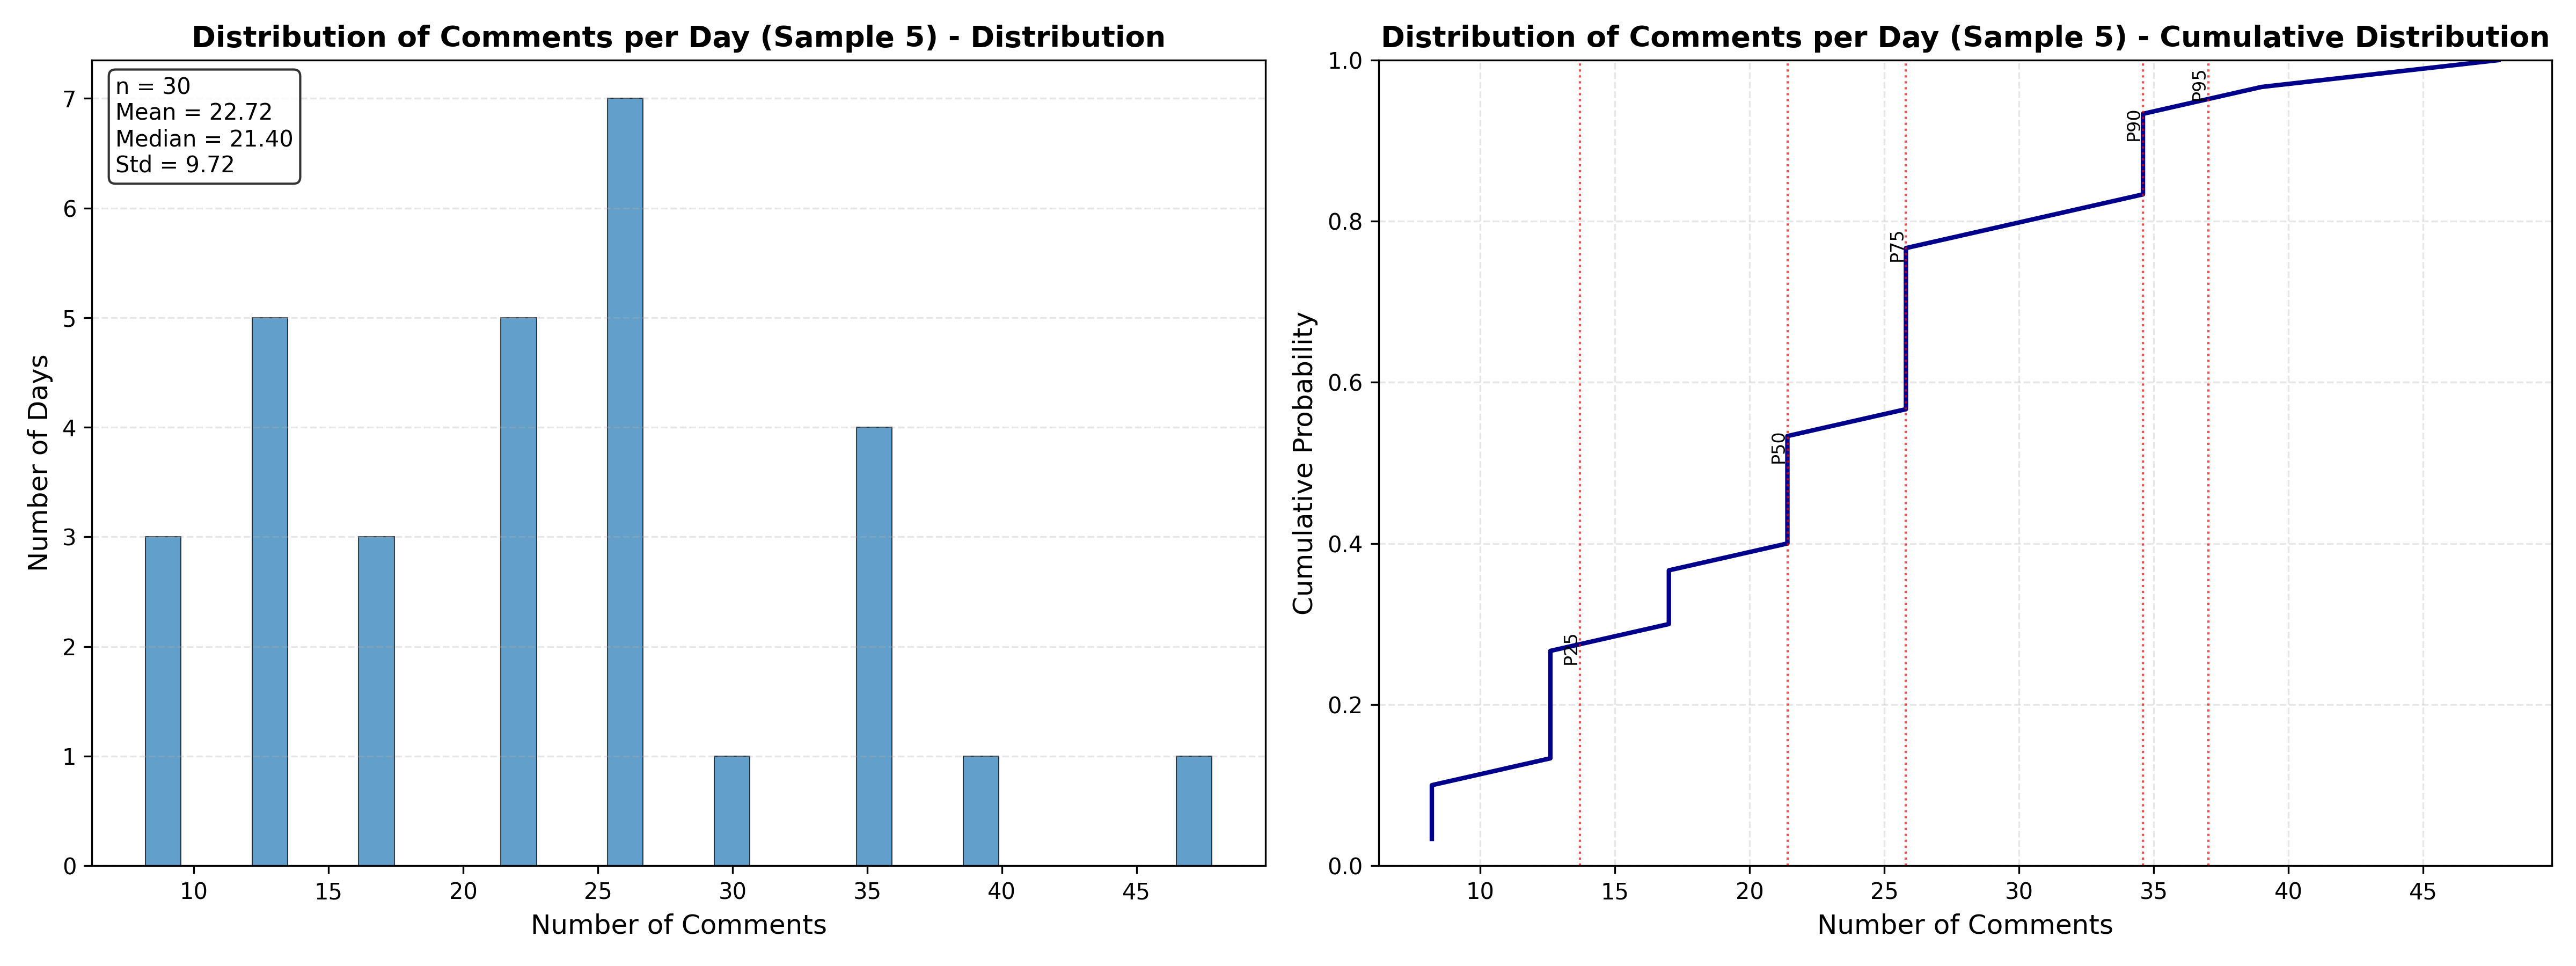 Distribution of Comments per Day (Sample 5) - Distribution
n = 30
Mean = 22.72
Median = 21.40
Std = 9.72
Number of Days
7
6
5
4
3
2
1
0
10 15 20 25 30 35 40 45
Number of Comments
Distribution of Comments per Day (Sample 5) - Cumulative Distribution
Cumulative Probability
1.0
0.8
0.6
0.4
0.2
0.0
P25
P50
P75
P90
P95
10 15 20 25 30 35 40 45
Number of Comments